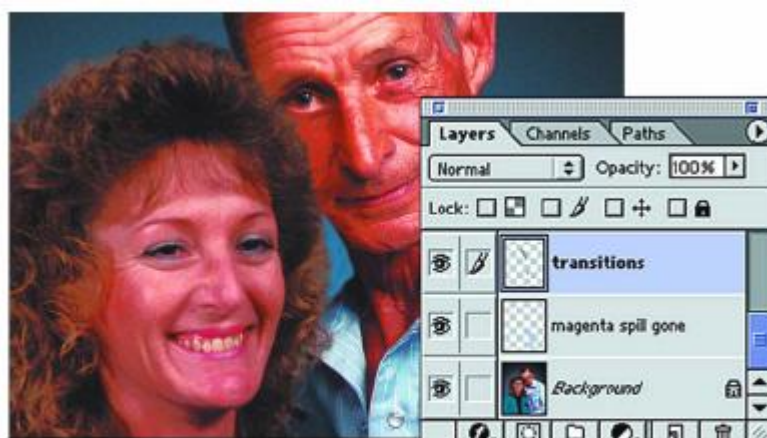 Layers Channels Paths
Normal Opacity: 100%
Lock:
transitions
magenta spill gone
Background